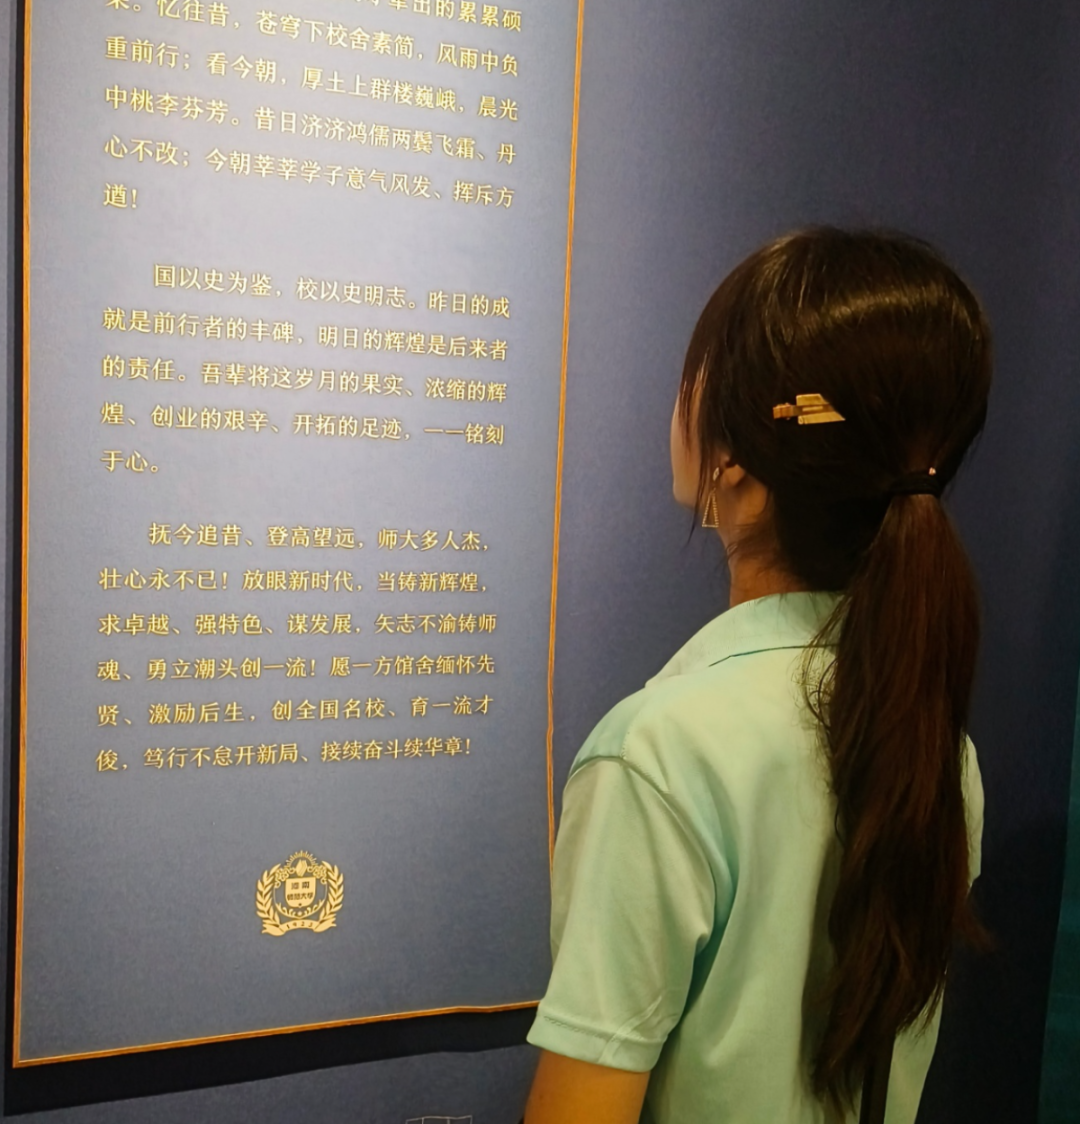 出的累累硕
果。忆往昔，苍穹下校舍素简，风雨中负
重前行；看今朝，厚土上群楼巍峨，晨光
中桃李芬芳。昔日济济鸿儒两鬓飞霜、丹
心不改；今朝莘莘学子意气风发、挥斥方
遒！
国以史为鉴，校以史明志。昨日的成
就是前行者的丰碑，明日的辉煌是后来者
的责任。吾辈将这岁月的果实、浓缩的辉
煌、创业的艰辛、开拓的足迹，一一铭刻
于心。
抚今追昔、登高望远，师大多人杰，
壮心永不已！放眼新时代，当铸新辉煌，
求卓越、强特色、谋发展，矢志不渝铸师
魂、勇立潮头创一流！愿一方馆舍缅怀先
贤、激励后生，创全国名校、育一流才
俊，笃行不怠开新局、接续奋斗续华章！